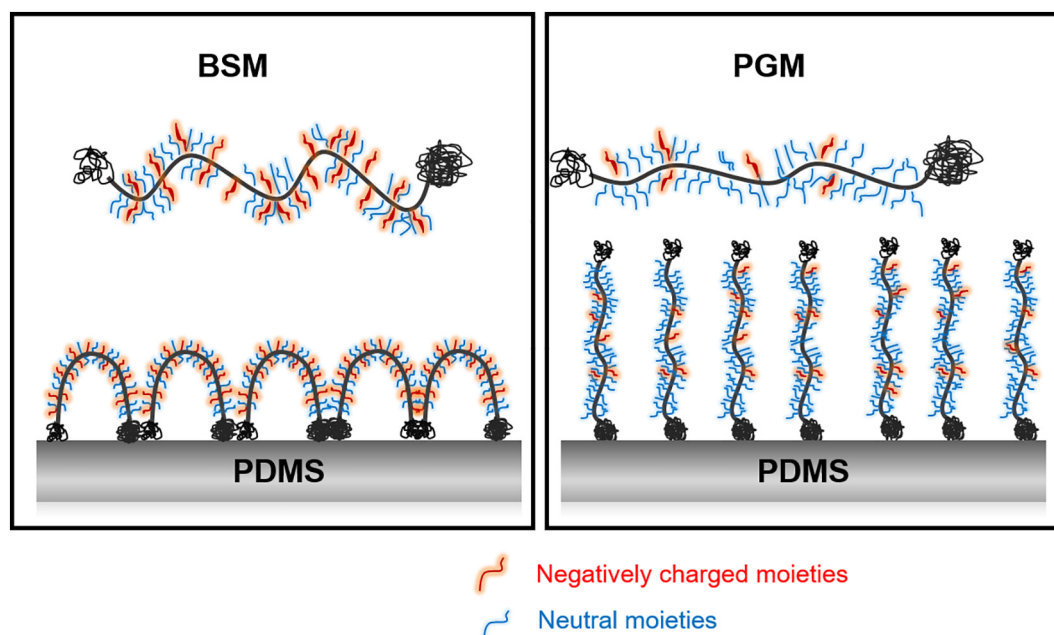 BSM
PGM
PDMS
PDMS
Negatively charged moieties
Neutral moieties